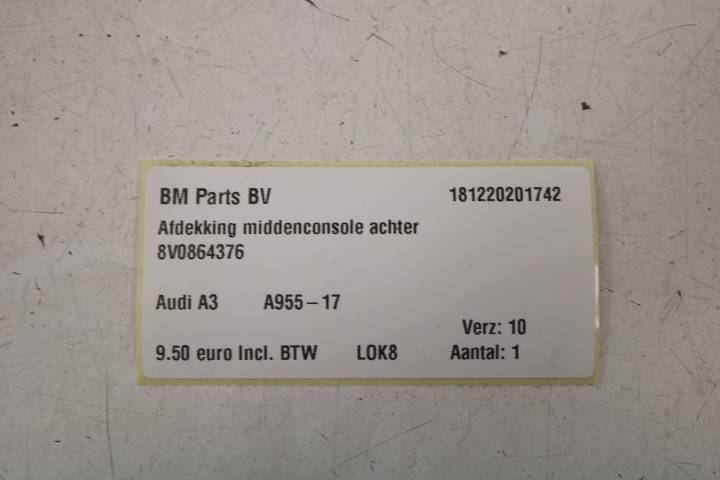 BM Parts BV 181220201742
Afdekking middenconsole achter
8V0864376
Audi A3 A955-17
Verz: 10
9.50 euro Incl. BTW LOK8 Aantal: 1